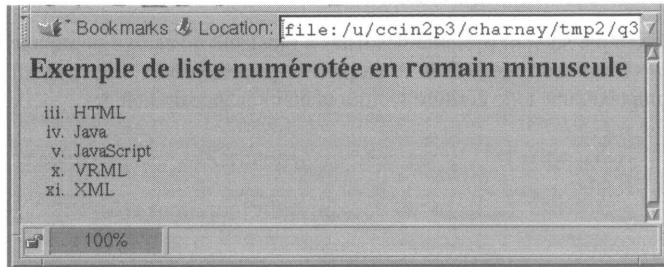 Bookmarks Location: file:/u/ccin2p3/charnay/tmp2/q3
Exemple de liste numérotée en romain minuscule
iii. HTML
iv. Java
v. JavaScript
x. VRML
xi. XML
100%